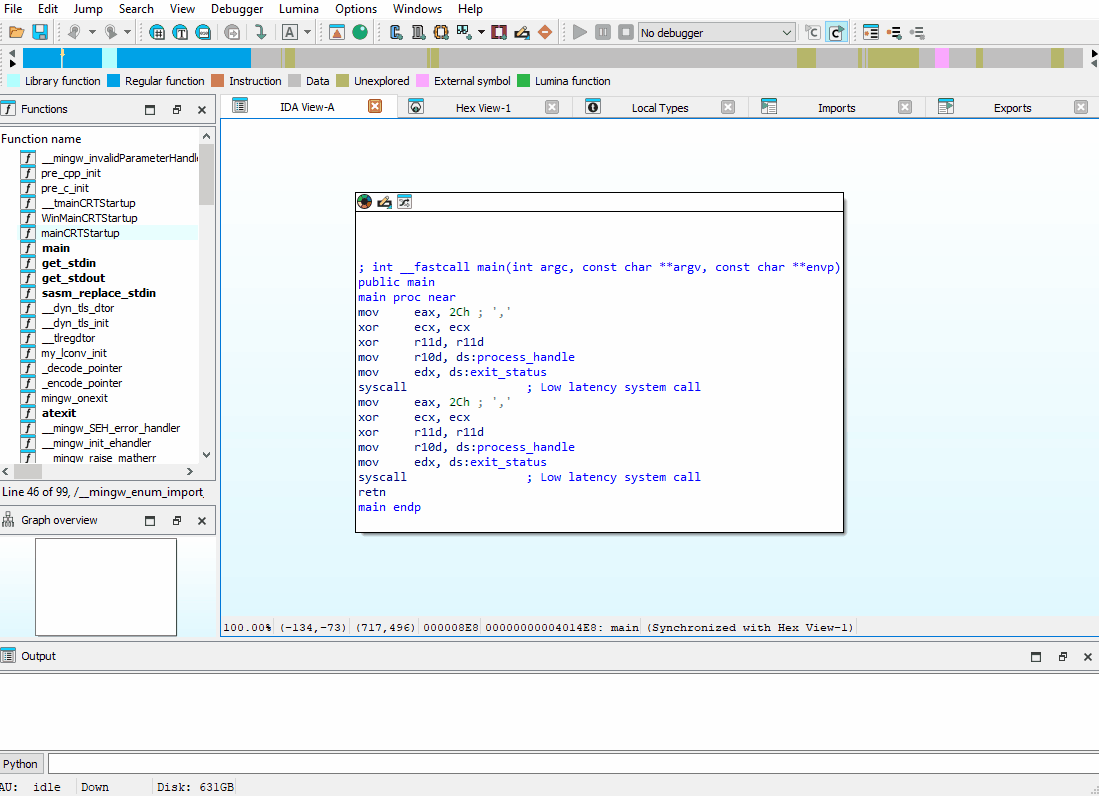 File Edit Jump Search View Debugger Lumina Options Windows Help
No debugger
Library function Regular function Instruction Data Unexplored External symbol Lumina function
Functions
IDA View-A Hex View-1 Local Types Imports Exports
Function name
__mingw_invalidParameterHandl
pre_cpp_init
pre_c_init
__tmainCRTStartup
WinMainCRTStartup
mainCRTStartup
main
get_stdin
get_stdout
sasm_replace_stdin
__dyn_tls_dtor
__dyn_tls_init
__tlregdtor
my_lconv_init
_decode_pointer
_encode_pointer
mingw_onexit
atexit
__mingw_SEH_error_handler
__mingw_init_ehandler
__mingw_raise_matherr
Line 46 of 99, /__mingw_enum_import_
Graph overview
; int __fastcall main(int argc, const char **argv, const char **envp)
public main
main proc near
mov eax, 2Ch ; ','
xor ecx, ecx
xor r11d, r11d
mov r10d, ds:process_handle
mov edx, ds:exit_status
syscall ; Low latency system call
mov eax, 2Ch ; ','
xor ecx, ecx
xor r11d, r11d
mov r10d, ds:process_handle
mov edx, ds:exit_status
syscall ; Low latency system call
retn
main endp
100.00% (-134,-73) (717,496) 000008E8 00000000004014E8: main (Synchronized with Hex View-1)
Output
Python
AU: idle Down Disk: 631GB